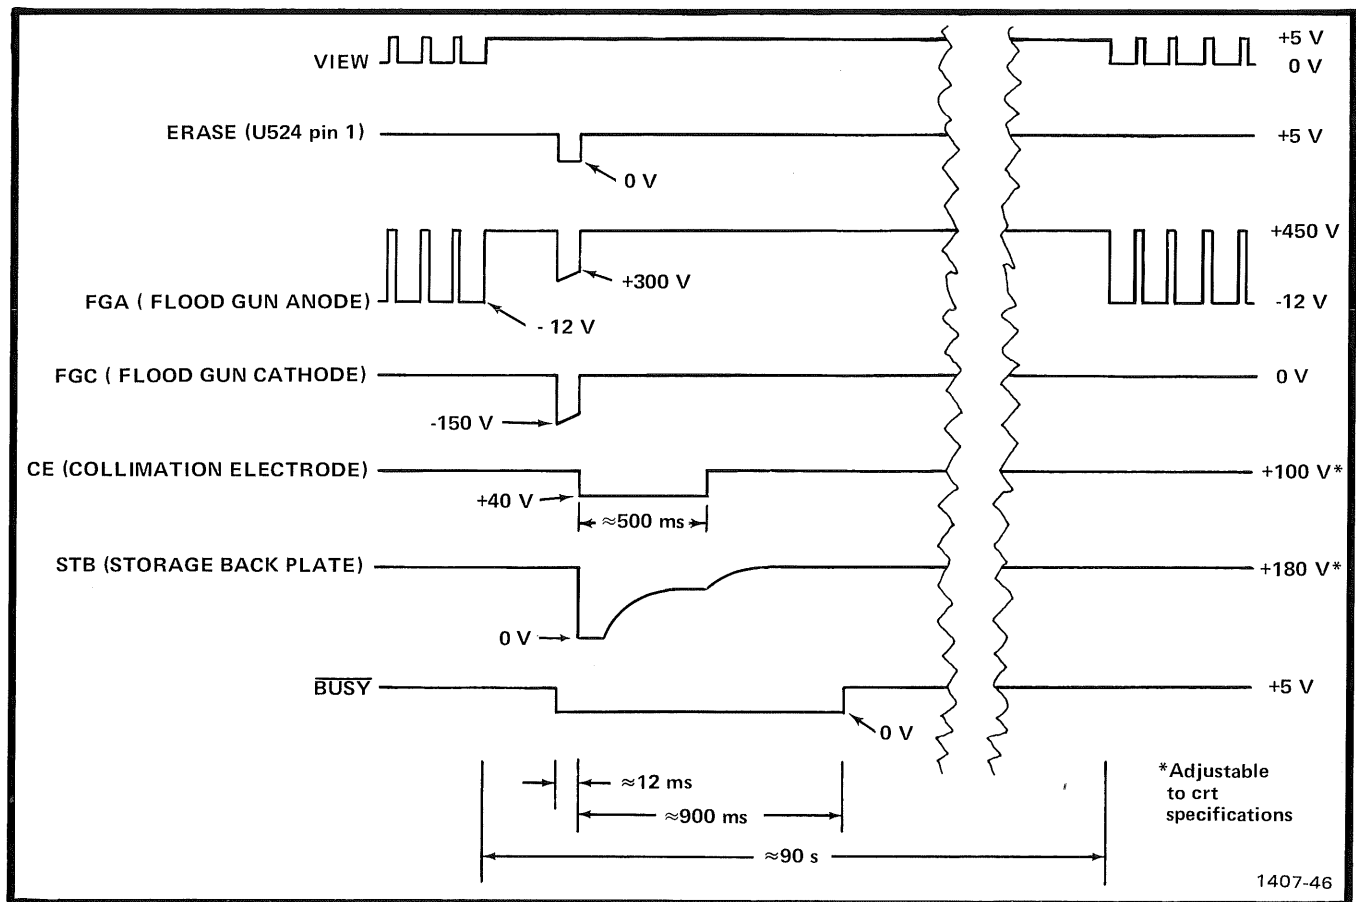 VIEW
+5 V
0 V
ERASE (U524 pin 1)
+5 V
0 V
+450 V
+300 V
FGA ( FLOOD GUN ANODE)
-12 V
- 12 V
FGC ( FLOOD GUN CATHODE)
0 V
-150 V
CE (COLLIMATION ELECTRODE)
+100 V*
+40 V
≈500 ms
STB (STORAGE BACK PLATE)
+180 V*
0 V
BUSY
+5 V
0 V
≈12 ms
*Adjustable
to crt
specifications
≈900 ms
≈90 s
1407-46